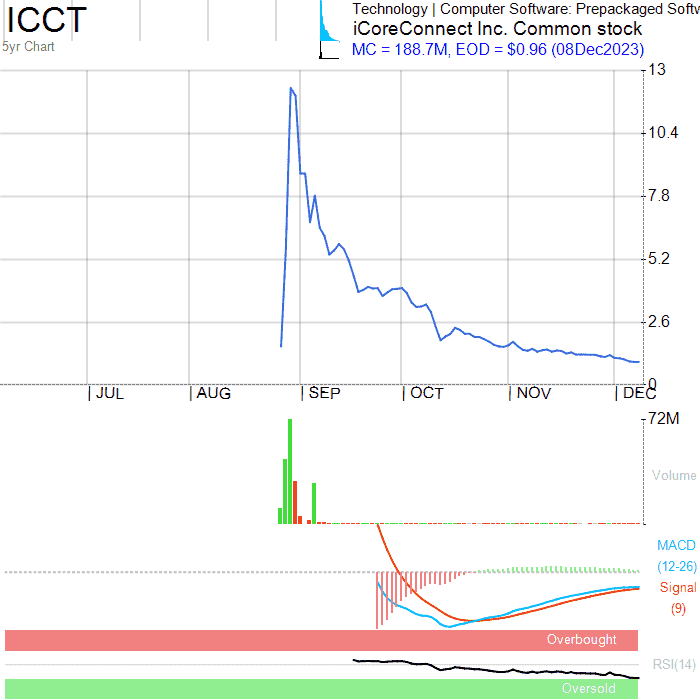 ICCT
5yr Chart
Technology | Computer Software: Prepackaged Softw
iCoreConnect Inc. Common stock
MC = 188.7M, EOD = $0.96 (08Dec2023)
13
10.4
7.8
5.2
2.6
0
| JUL | AUG | SEP | OCT | NOV | DEC
72M
Volume
MACD
(12-26)
Signal
(9)
Overbought
RSI(14)
Oversold